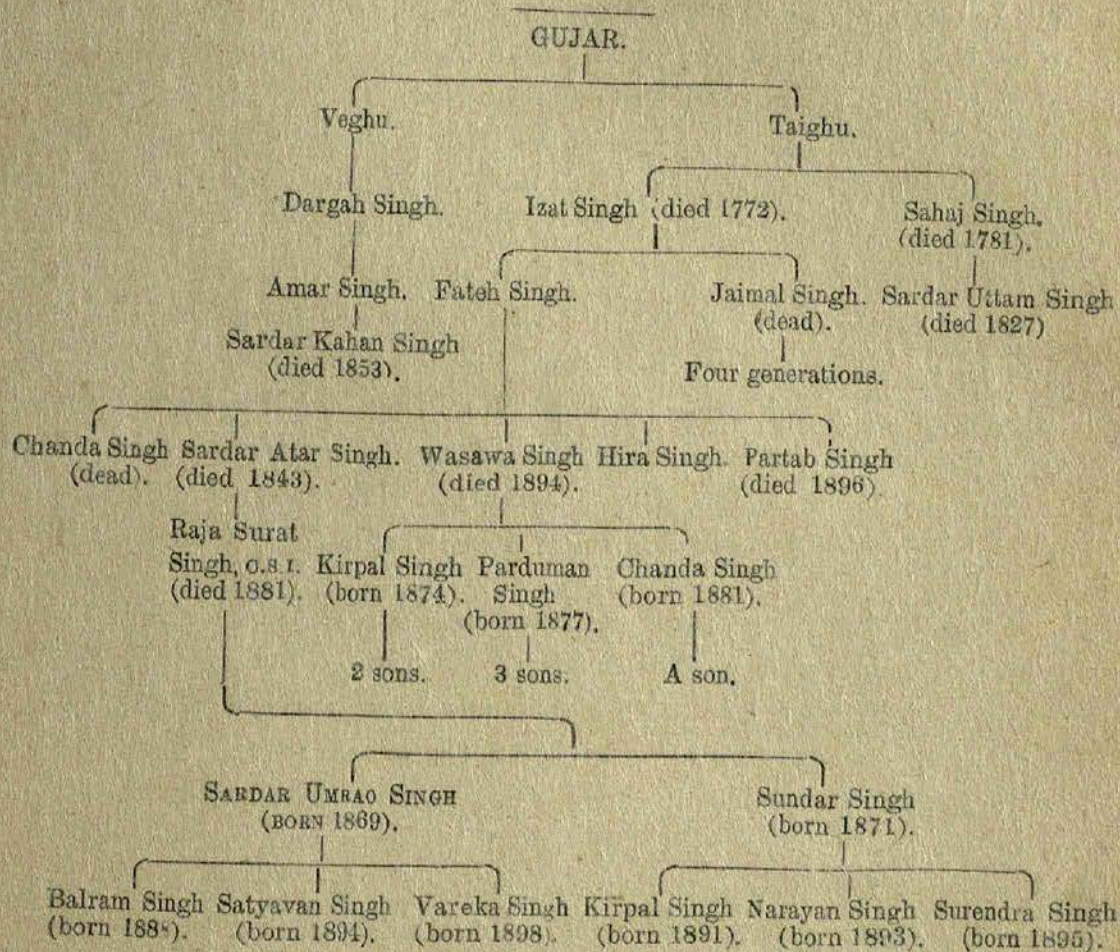 GUJAR.
Veghu.
Taighu.
Dargah Singh.
Izat Singh (died 1772).
Sahaj Singh.
(died 1781).
Amar Singh.
Fateh Singh.
Jaimal Singh.
(dead).
Sardar Uttam Singh
(died 1827)
Sardar Kahan Singh
(died 1853).
Four generations.
Chanda Singh
(dead).
Sardar Atar Singh.
(died 1843).
Wasawa Singh
(died 1894).
Hira Singh.
Partab Singh
(died 1896)
Raja Surat
Singh, C.S.I.
(died 1881).
Kirpal Singh
(born 1874).
Parduman
Singh
(born 1877).
Chanda Singh
(born 1881).
2 sons.
3 sons.
A son.
SARDAR UMRAO SINGH
(BORN 1869).
Sundar Singh
(born 1871).
Balram Singh
(born 1888).
Satyavan Singh
(born 1894).
Vareka Singh
(born 1898).
Kirpal Singh
(born 1891).
Narayan Singh
(born 1893).
Surendra Singh
(born 1895).